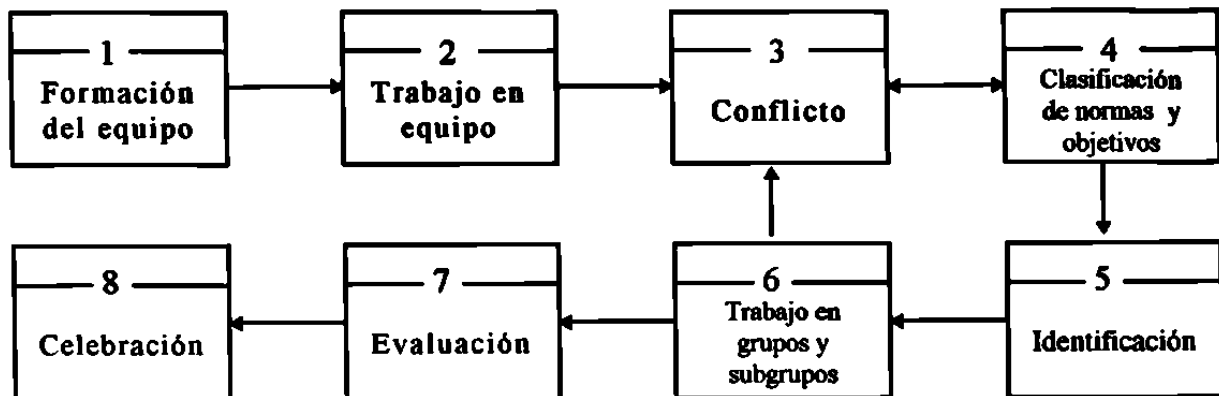 1
Formación
del equipo
2
Trabajo en
equipo
3
Conflicto
4
Clasificación
de normas y
objetivos
8
Celebración
7
Evaluación
6
Trabajo en
grupos y
subgrupos
5
Identificación